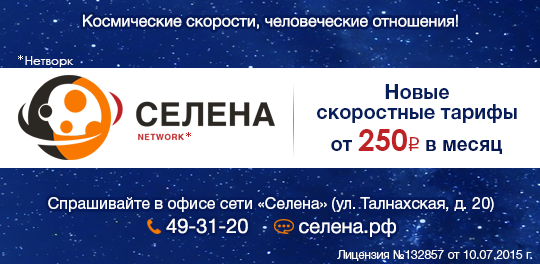 Космические скорости, человеческие отношения!
*Нетворк
СЕЛЕНА
NETWORK*
Новые
скоростные тарифы
от 250₽ в месяц
Спрашивайте в офисе сети «Селена» (ул. Талнахская, д. 20)
49-31-20 селена.рф
Лицензия №132857 от 10.07.2015 г.